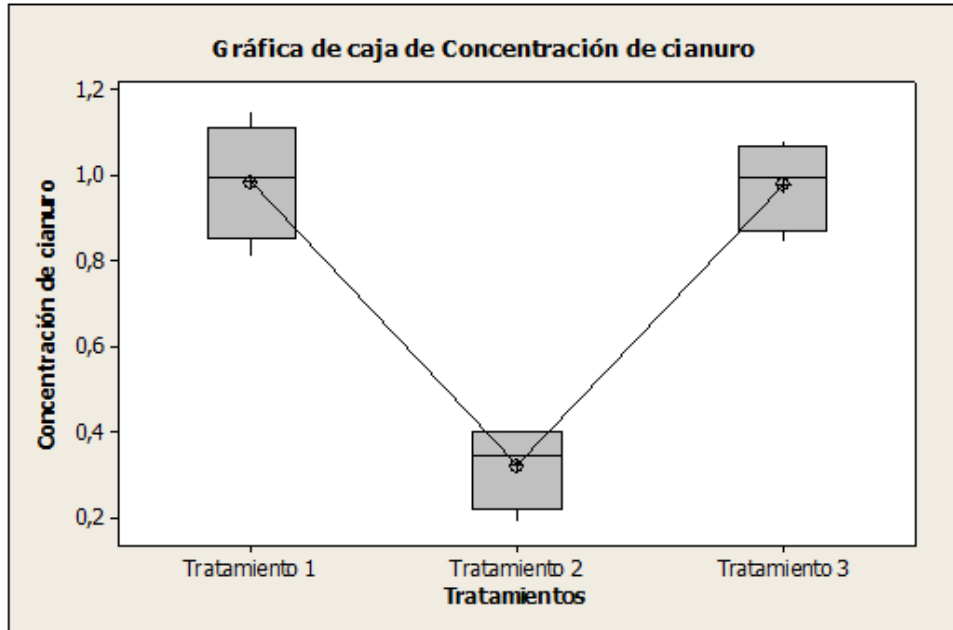 Gráfica de caja de Concentración de cianuro
Concentración de cianuro
1,2
1,0
0,8
0,6
0,4
0,2
Tratamiento 1 Tratamiento 2 Tratamiento 3
Tratamientos